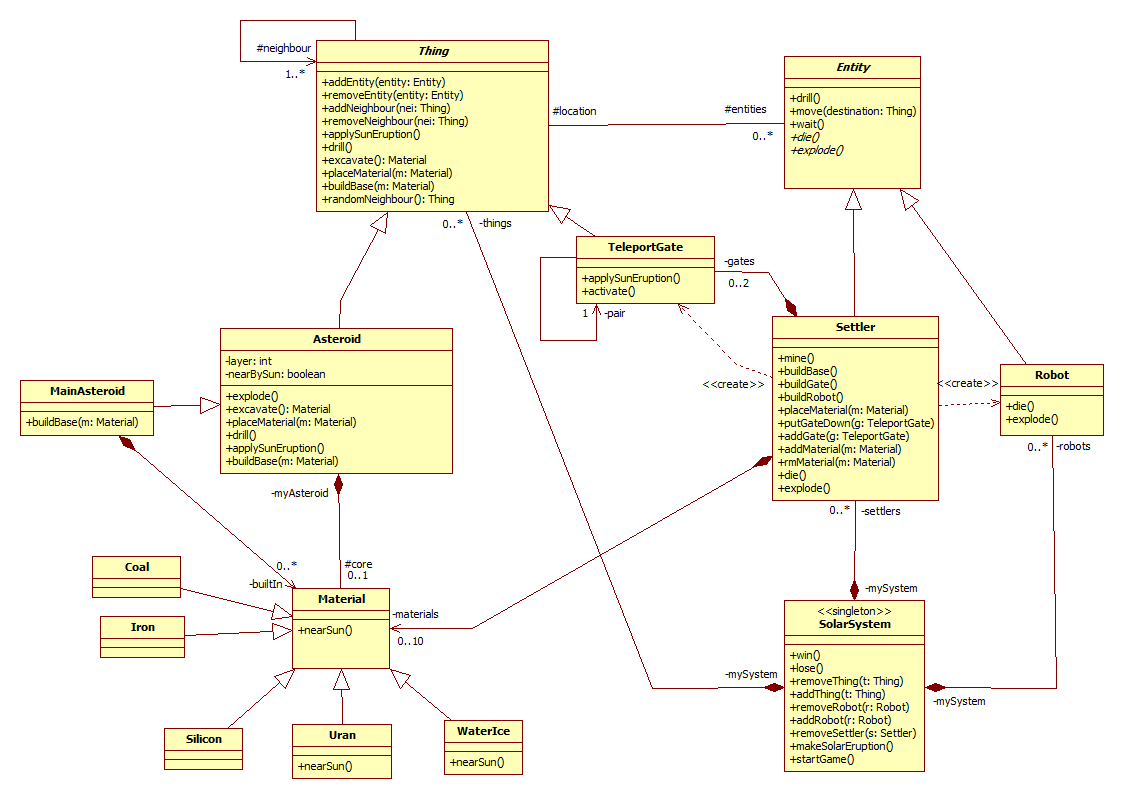 Thing
#neighbour
1..*
+addEntity(entity: Entity)
+removeEntity(entity: Entity)
+addNeighbour(nei: Thing)
+removeNeighbour(nei: Thing)
+applySunEruption()
+drill()
+excavate(): Material
+placeMaterial(m: Material)
+buildBase(m: Material)
+randomNeighbour(): Thing
#location
#entities
0..*
Entity
+drill()
+move(destination: Thing)
+wait()
+die()
+explode()
0..*
-things
TeleportGate
+applySunEruption()
+activate()
1
-pair
-gates
0..2
<<create>>
Settler
+mine()
+buildBase()
+buildGate()
+buildRobot()
+placeMaterial(m: Material)
+putGateDown(g: TeleportGate)
+addGate(g: TeleportGate)
+addMaterial(m: Material)
+rmMaterial(m: Material)
+die()
+explode()
<<create>>
Robot
+die()
+explode()
0..*
-robots
Asteroid
-layer: int
-nearBySun: boolean
+explode()
+excavate(): Material
+placeMaterial(m: Material)
+drill()
+applySunEruption()
+buildBase(m: Material)
MainAsteroid
+buildBase(m: Material)
-myAsteroid
#core
0..1
0..*
-builtIn
Coal
Iron
Material
+nearSun()
-materials
0..10
Silicon
Uran
+nearSun()
WaterIce
+nearSun()
0..*
-settlers
-mySystem
-mySystem
-mySystem
<<singleton>>
SolarSystem
+win()
+lose()
+removeThing(t: Thing)
+addThing(t: Thing)
+removeRobot(r: Robot)
+addRobot(r: Robot)
+removeSettler(s: Settler)
+makeSolarEruption()
+startGame()